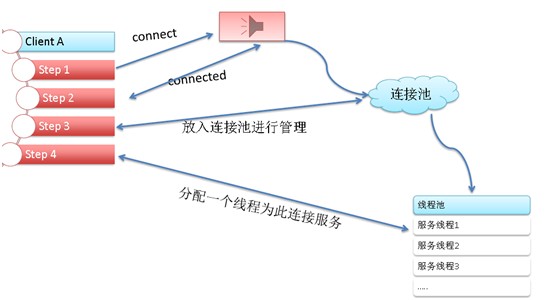 Client A
connect
Step 1
connected
Step 2
连接池
Step 3
放入连接池进行管理
Step 4
分配一个线程为此连接服务
线程池
服务线程1
服务线程2
服务线程3
.....